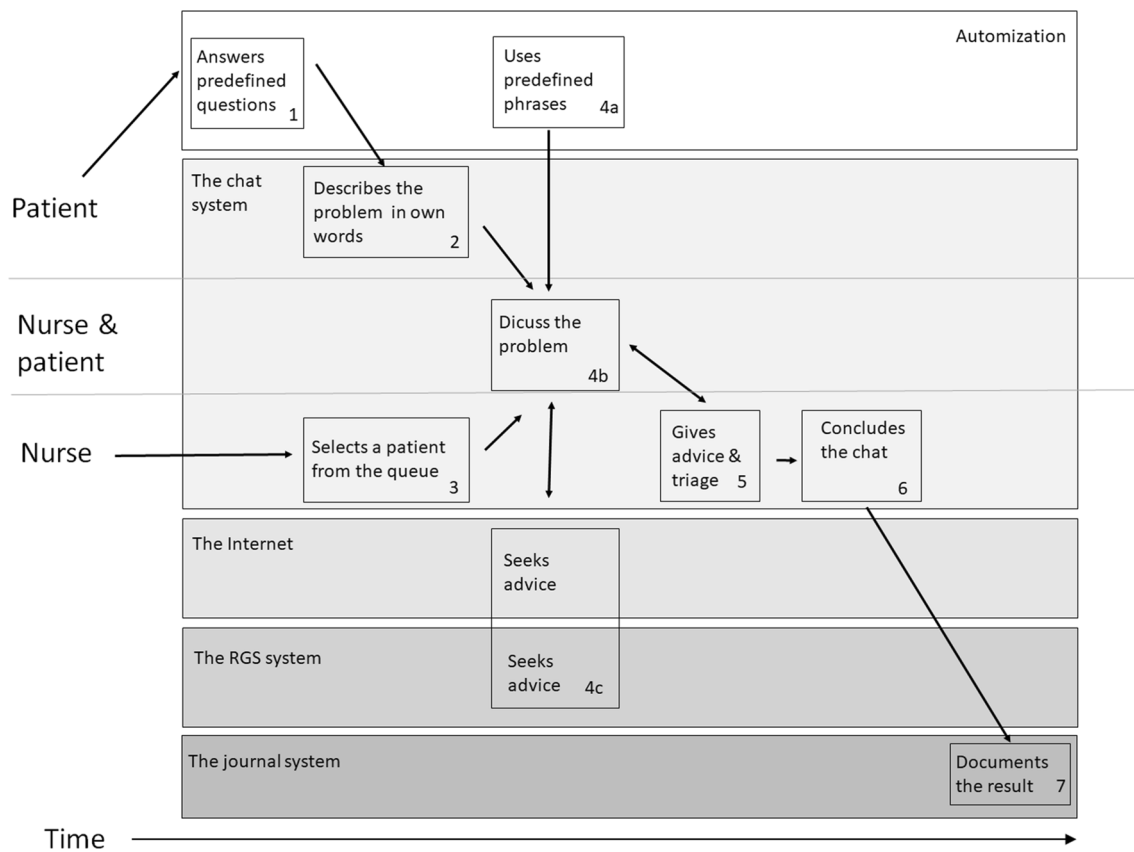 Automization
Answers
predefined
questions
1
Uses
predefined
phrases
4a
The chat
system
Patient
Describes the
problem in own
words
2
Nurse &
patient
Dicuss the
problem
4b
Nurse
Selects a patient
from the queue
3
Gives
advice &
triage 5
Concludes
the chat
6
The Internet
Seeks
advice
The RGS system
Seeks
advice 4c
The journal system
Documents
the result 7
Time